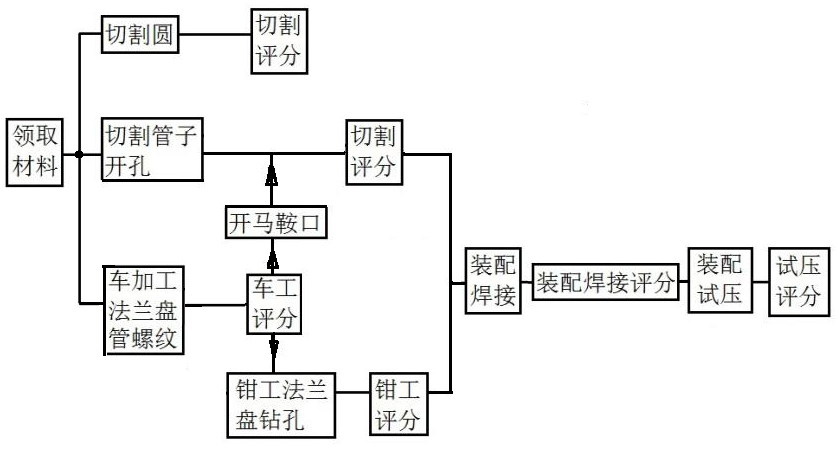 切割圆
切割
评分
领取
材料
切割管子
开孔
切割
评分
开马鞍口
车加工
法兰盘
管螺纹
车工
评分
装配
焊接
装配焊接评分
装配
试压
试压
评分
钳工法兰
盘钻孔
钳工
评分